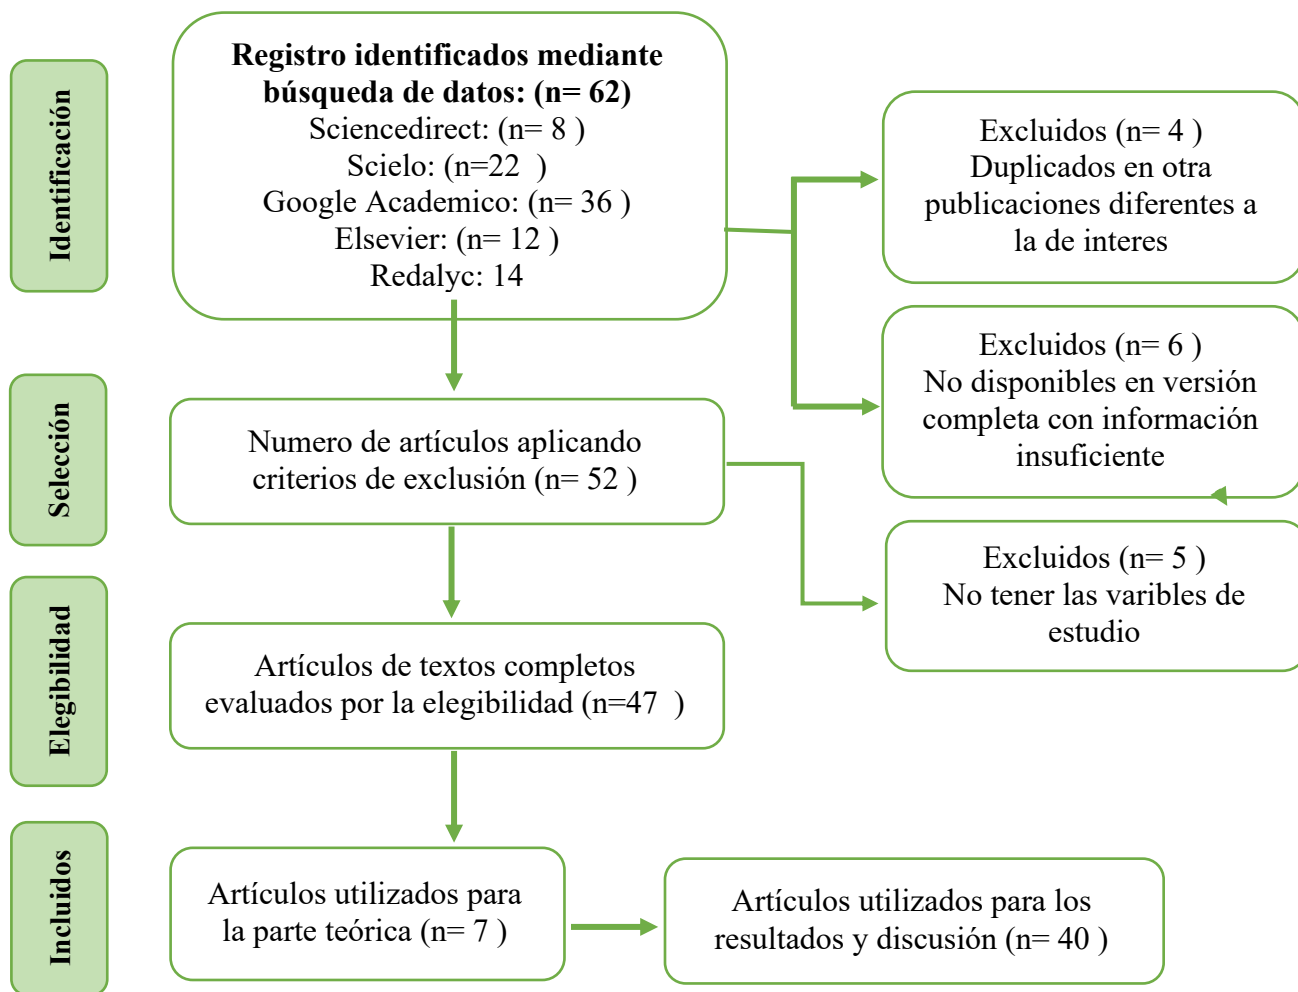 Identificación
Registro identificados mediante
búsqueda de datos: (n= 62)
Sciencedirect: (n= 8 )
Scielo: (n=22  )
Google Academico: (n= 36 )
Elsevier: (n= 12 )
Redalyc: 14
Excluidos (n= 4 )
Duplicados en otra
publicaciones diferentes a
la de interes
Excluidos (n= 6 )
No disponibles en versión
completa con información
insuficiente
Selección
Numero de artículos aplicando
criterios de exclusión (n= 52 )
Excluidos (n= 5 )
No tener las varibles de
estudio
Elegibilidad
Artículos de textos completos
evaluados por la elegibilidad (n=47  )
Incluidos
Artículos utilizados para
la parte teórica (n= 7 )
Artículos utilizados para los
resultados y discusión (n= 40 )